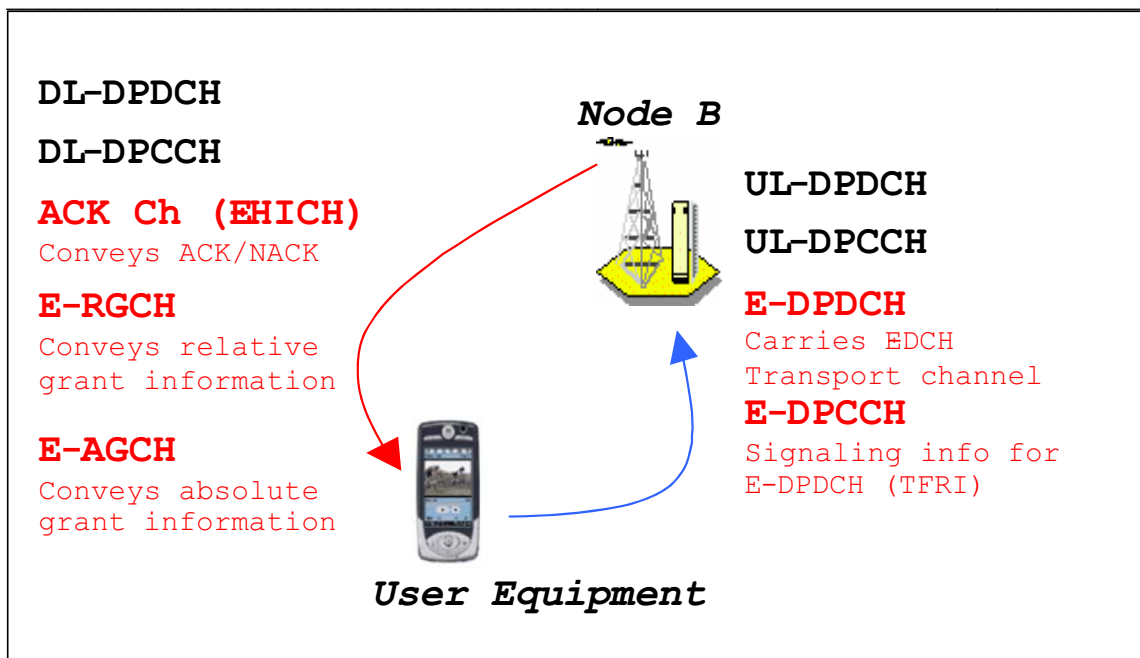 DL-DPDCH
DL-DPCCH
ACK Ch (EHICH)
Conveys ACK/NACK
E-RGCH
Conveys relative
grant information
E-AGCH
Conveys absolute
grant information
Node B
User Equipment
UL-DPDCH
UL-DPCCH
E-DPDCH
Carries EDCH
Transport channel
E-DPCCH
Signaling info for
E-DPDCH (TFRI)